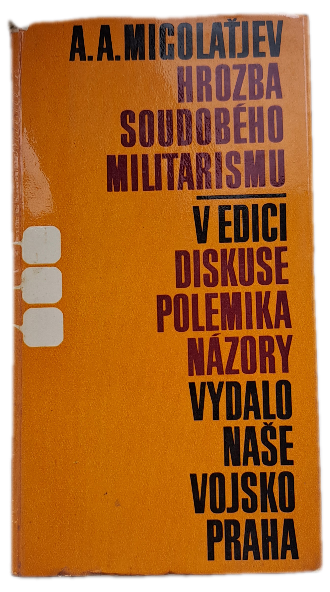 A.A.MIGOLAŤJEV
HROZBA
SOUDOBÉHO
MILITARISMU
V EDICI
DISKUSE
POLEMIKA
NÁZORY
VYDALO
NAŠE
VOJSKO
PRAHA